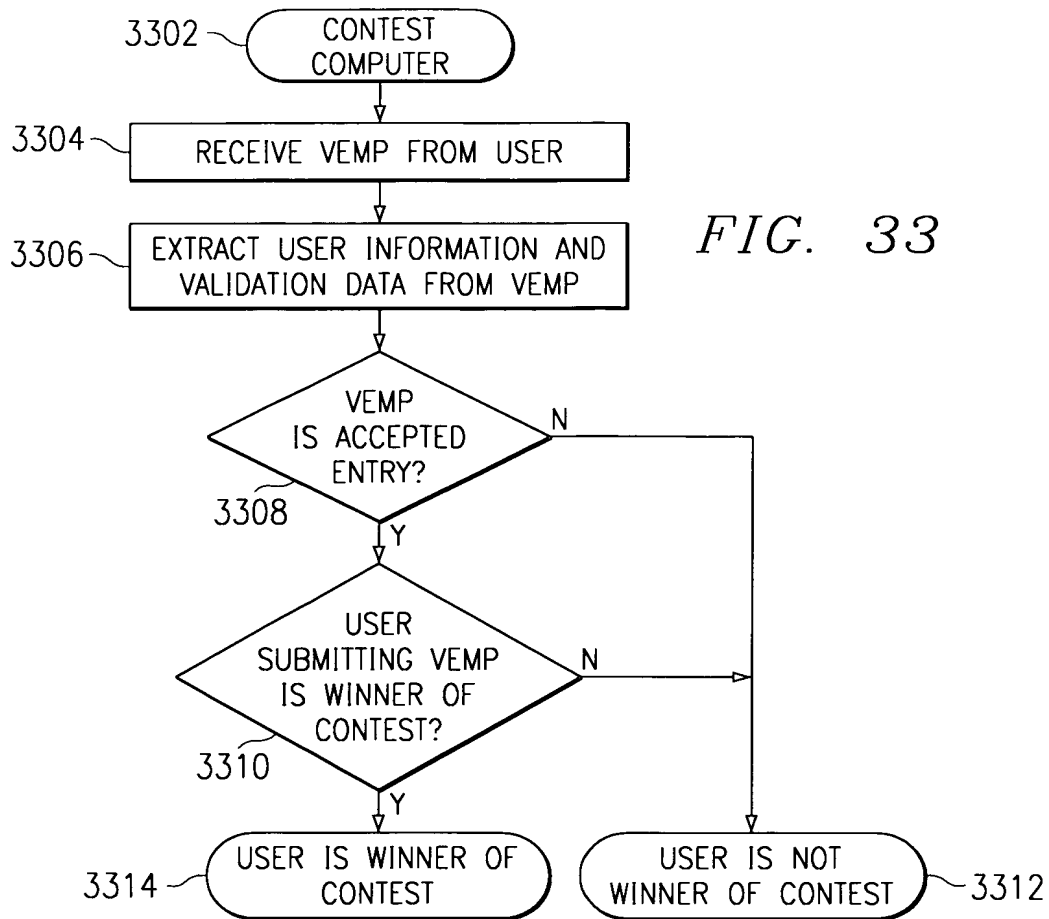 3302
CONTEST
COMPUTER
3304
RECEIVE VEMP FROM USER
3306
EXTRACT USER INFORMATION AND
VALIDATION DATA FROM VEMP
FIG. 33
VEMP
IS ACCEPTED
ENTRY?
N
3308
Y
USER
SUBMITTING VEMP
IS WINNER OF
CONTEST?
N
3310
Y
3314
USER IS WINNER OF
CONTEST
USER IS NOT
WINNER OF CONTEST
3312